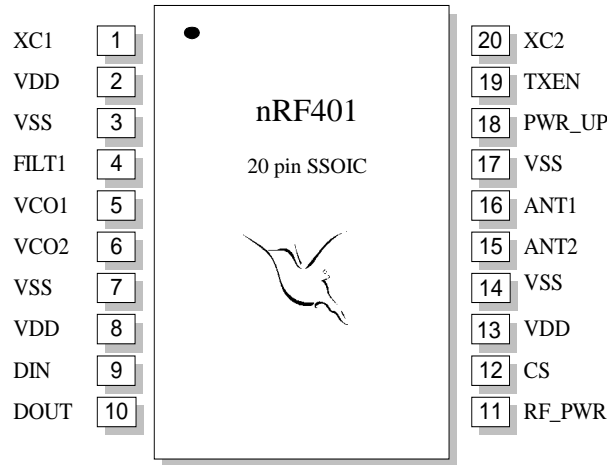 XC1 1 20 XC2
VDD 2 19 TXEN
VSS 3 nRF401 18 PWR_UP
FILT1 4 20 pin SSOIC 17 VSS
VCO1 5 16 ANT1
VCO2 6 15 ANT2
VSS 7 14 VSS
VDD 8 13 VDD
DIN 9 12 CS
DOUT 10 11 RF_PWR